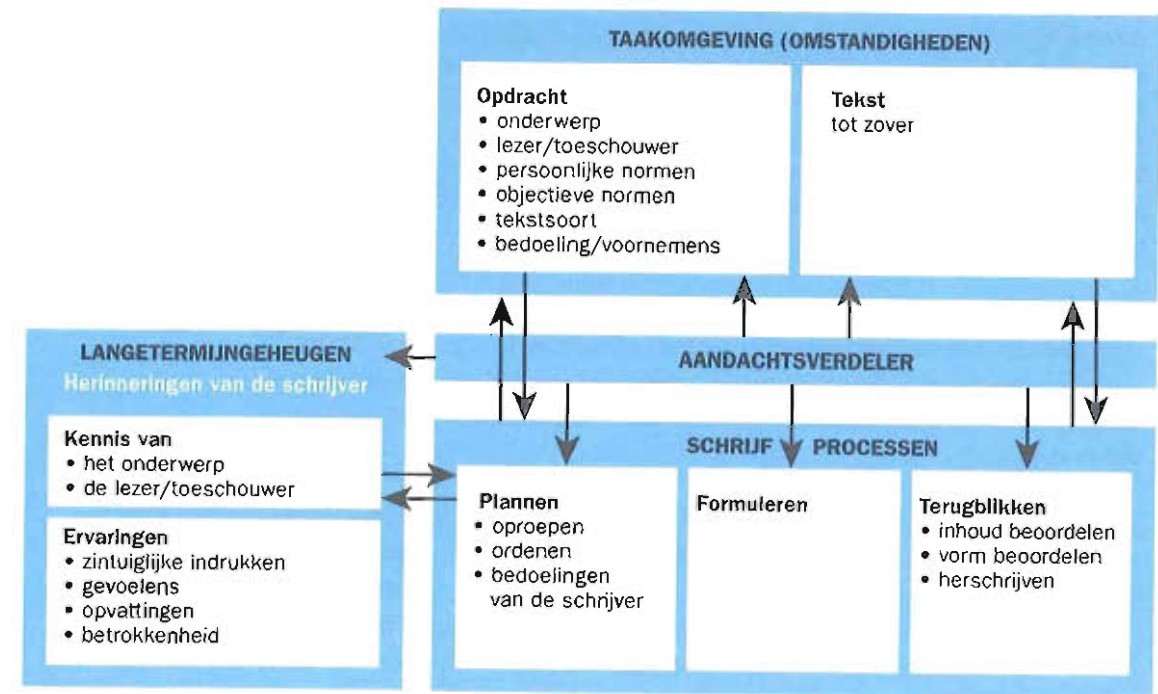 TAAKOMGEVING (OMSTANDIGHEDEN)
Opdracht
• onderwerp
• lezer/toeschouwer
• persoonlijke normen
• objectieve normen
• tekstsoort
• bedoeling/voornemens
Tekst
tot zover
LANGETERMIJNGEHEUGEN
Herinneringen van de schrijver
Kennis van
• het onderwerp
• de lezer/toeschouwer
Ervaringen
• zintuiglijke indrukken
• gevoelens
• opvattingen
• betrokkenheid
AANDACHTSVERDELER
SCHRIJF PROCESSEN
Plannen
• oproepen
• ordenen
• bedoelingen
van de schrijver
Formuleren
Terugblikken
• inhoud beoordelen
• vorm beoordelen
• herschrijven